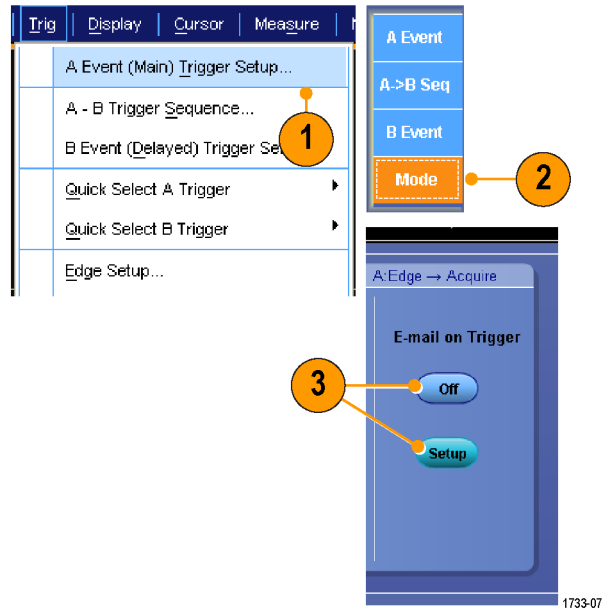 Trig Display Cursor Measure
A Event (Main) Trigger Setup...
A - B Trigger Sequence...
1
B Event (Delayed) Trigger Se
Quick Select A Trigger
Quick Select B Trigger
Edge Setup...
A Event
A->B Seq
B Event
Mode
2
A:Edge → Acquire
E-mail on Trigger
3
Off
Setup
1733-07